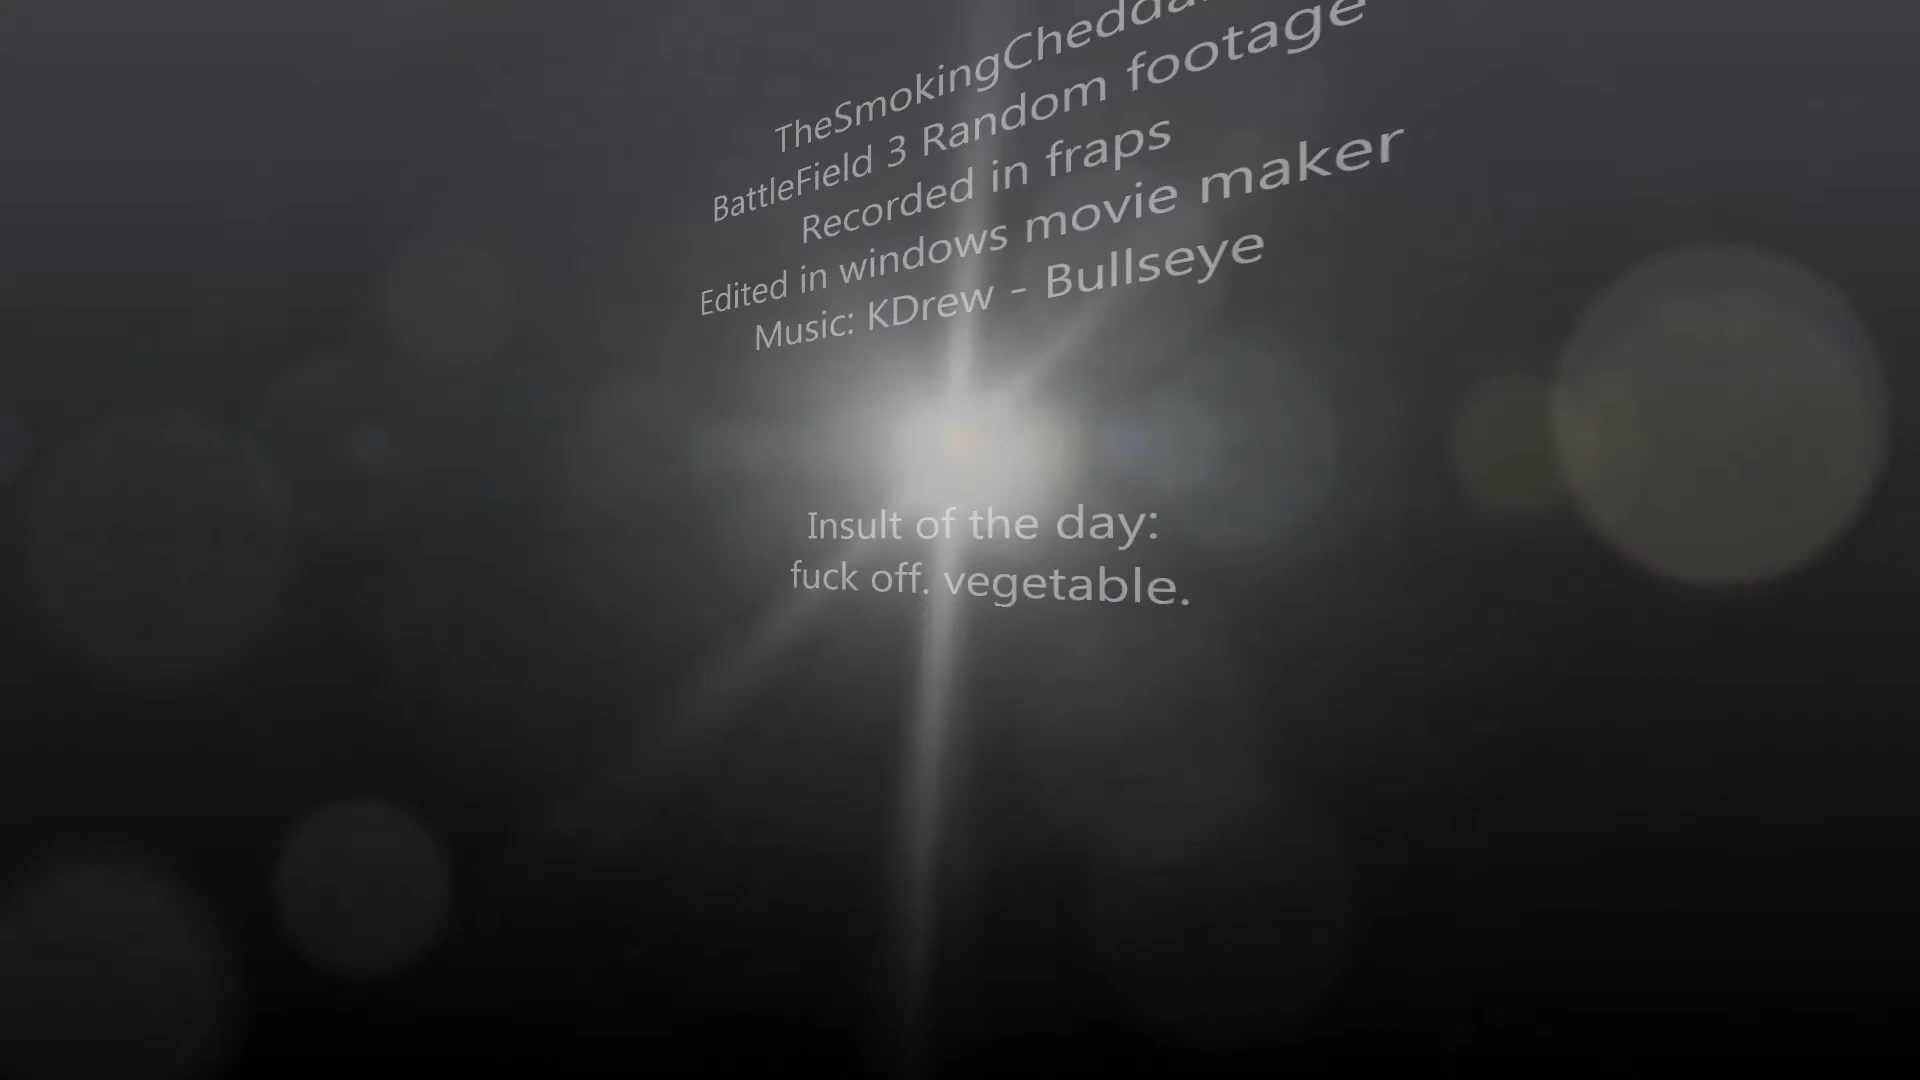 BattleField 3 Random footage
Recorded in fraps
Edited in windows movie maker
Music: KDrew - Bullseye
Insult of the day:
fuck off. vegetable.